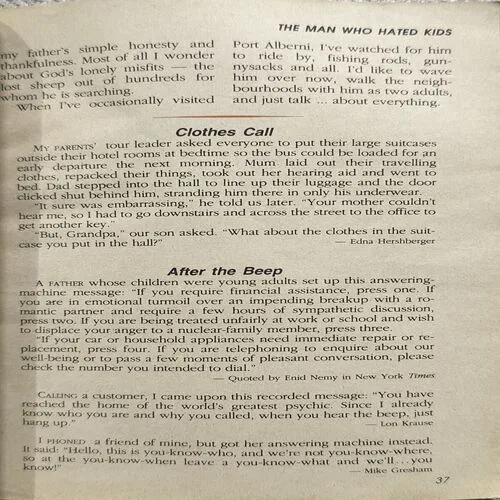 THE MAN WHO HATED KIDS
my father's simple honesty and
thankfulness. Most of all I wonder
about God's lonely misfits — the
lost sheep out of hundreds for
whom he is searching.
When I've occasionally visited
Port Alberni, I've watched for him
to ride by, fishing rods, gun-
nysacks and all. I'd like to wave
him over now, walk the neigh-
bourhoods with him as two adults,
and just talk ... about everything.
Clothes Call
MY PARENTS' tour leader asked everyone to put their large suitcases
outside their hotel rooms at bedtime so the bus could be loaded for an
early departure the next morning. Mum laid out their travelling
clothes, repacked their things, took out her hearing aid and went to
bed. Dad stepped into the hall to line up their luggage and the door
clicked shut behind him, stranding him there in only his underwear.
"It sure was embarrassing," he told us later. "Your mother couldn't
hear me, so I had to go downstairs and across the street to the office to
get another key."
"But, Grandpa," our son asked. "What about the clothes in the suit-
case you put in the hall?"
— Edna Hershberger
After the Beep
A FATHER whose children were young adults set up this answering-
machine message: "If you require financial assistance, press one. If
you are in emotional turmoil over an impending breakup with a ro-
mantic partner and require a few hours of sympathetic discussion,
press two. If you are being treated unfairly at work or school and wish
to displace your anger to a nuclear-family member, press three.
"If your car or household appliances need immediate repair or re-
placement, press four. If you are telephoning to enquire about our
well-being or to pass a few moments of pleasant conversation, please
check the number you intended to dial."
— Quoted by Enid Nemy in New York Times
CALLING a customer, I came upon this recorded message: "You have
reached the home of the world's greatest psychic. Since I already
know who you are and why you called, when you hear the beep, just
hang up."
— Lon Krause
I PHONED a friend of mine, but got her answering machine instead.
It said: "Hello, this is you-know-who, and we're not you-know-where,
so at the you-know-when leave a you-know-what and we'll...you
know!"
— Mike Gresham
37